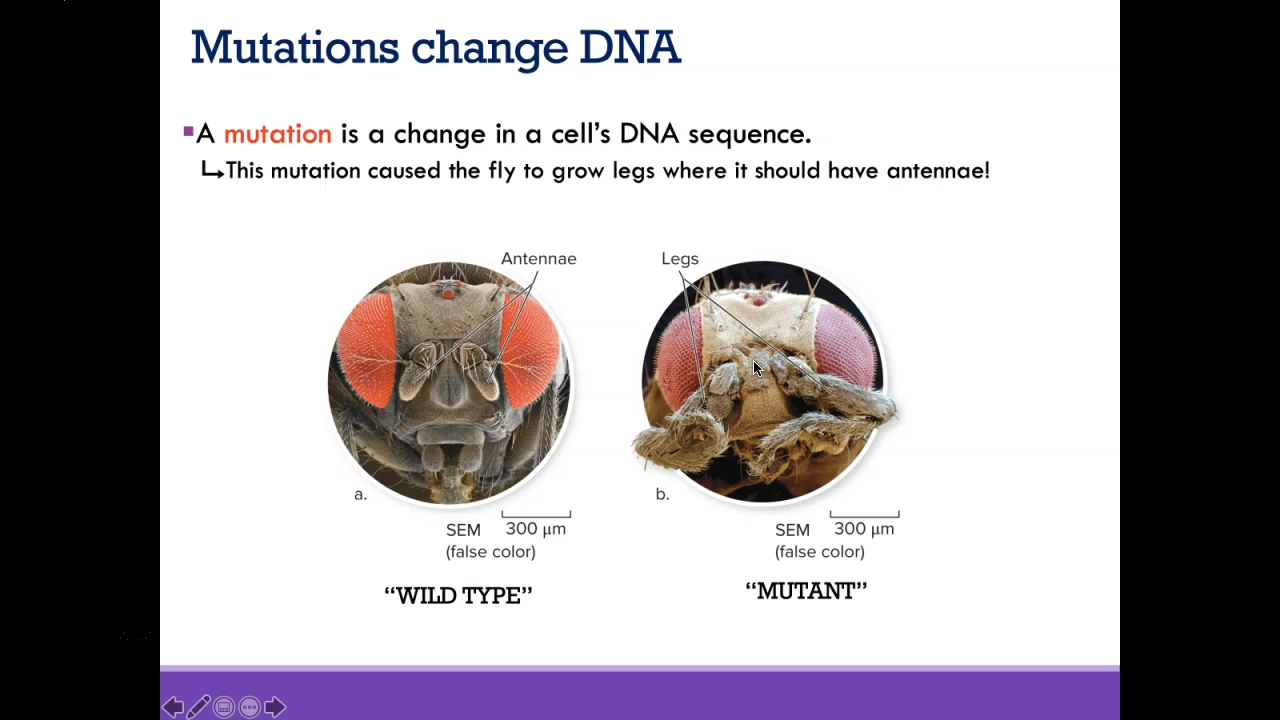 Mutations change DNA
A mutation is a change in a cell’s DNA sequence.
This mutation caused the fly to grow legs where it should have antennae!
Antennae
Legs
a.
b.
SEM
(false color)
300 µm
SEM
(false color)
300 µm
“WILD TYPE”
“MUTANT”